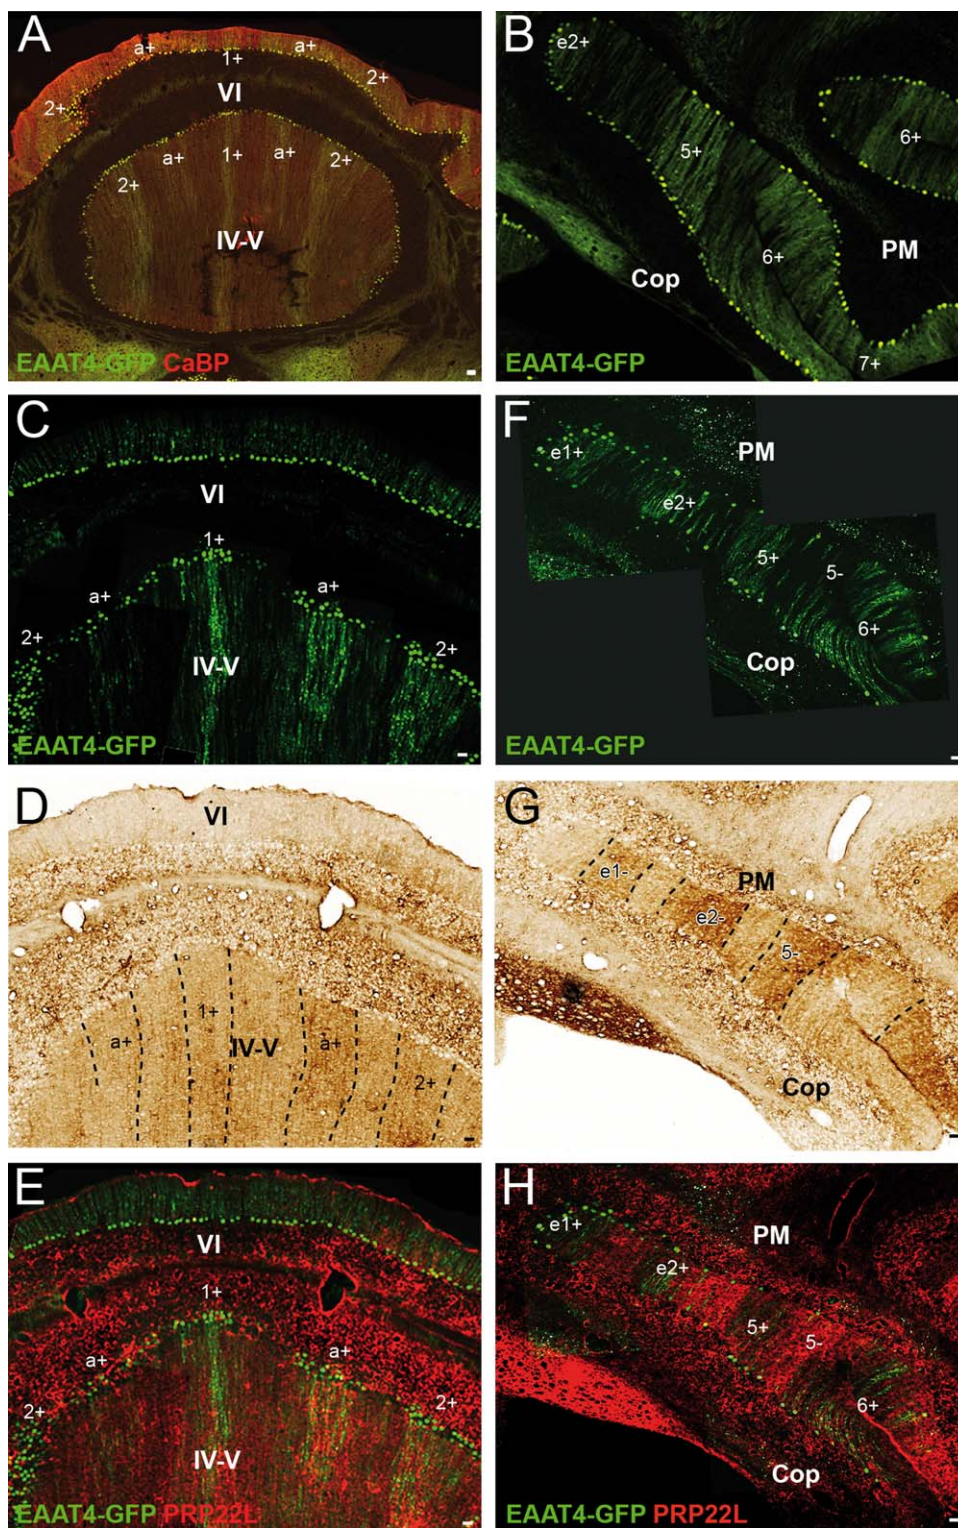 A
a+
a+
1+
2+
2+
VI
a+
1+
a+
2+
2+
IV-V
EAAT4-GFP CaBP
B
e2+
5+
6+
6+
PM
Cop
7+
EAAT4-GFP
C
VI
1+
a+
a+
2+
2+
IV-V
EAAT4-GFP
F
e1+
PM
e2+
5+
5-
6+
Cop
EAAT4-GFP
D
VI
1+
a+
IV-V
a+
2+
G
e1-
PM
e2-
5-
Cop
E
VI
1+
a+
a+
2+
2+
IV-V
EAAT4-GFP PRP22L
H
e1+
PM
e2+
5+
5-
6+
Cop
EAAT4-GFP PRP22L